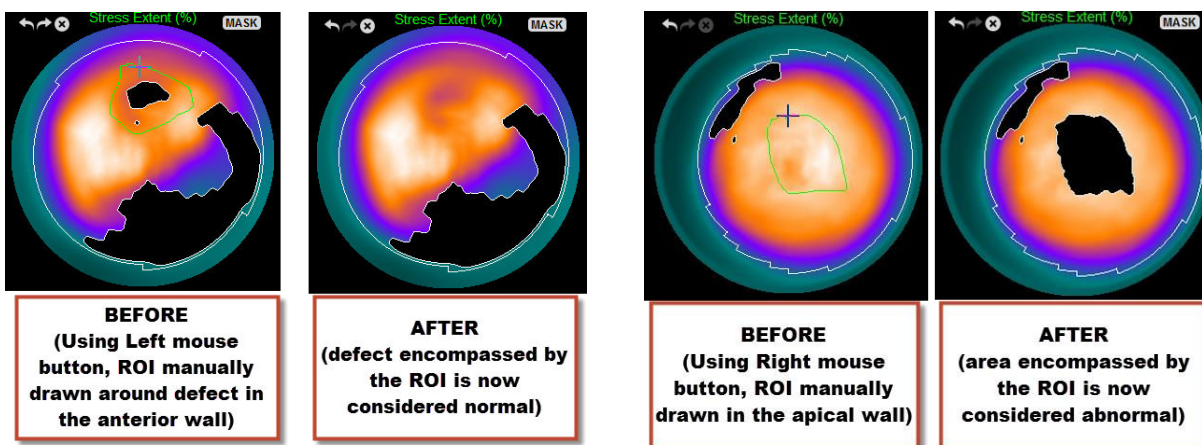 Stress Extent (%)
MASK
Stress Extent (%)
MASK
Stress Extent (%)
MASK
Stress Extent (%)
MASK
BEFORE
(Using Left mouse
button, ROI manually
drawn around defect in
the anterior wall)
AFTER
(defect encompassed by
the ROI is now
considered normal)
BEFORE
(Using Right mouse
button, ROI manually
drawn in the apical wall)
AFTER
(area encompassed by
the ROI is now
considered abnormal)